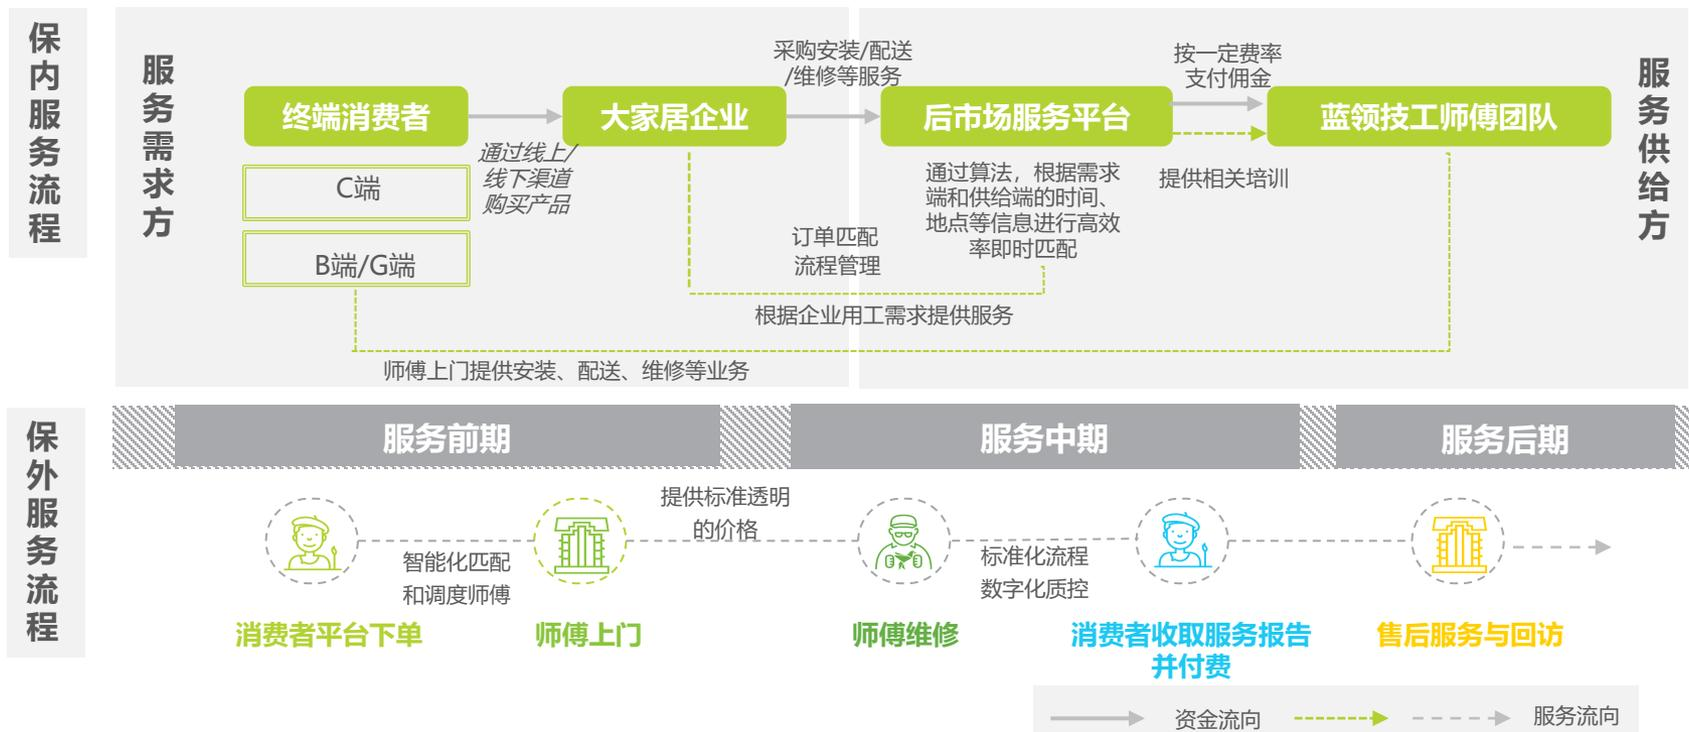 保内服务流程
服务需求方
终端消费者
C端
B端/G端
通过线上/
线下渠道
购买产品
大家居企业
采购安装/配送
/维修等服务
后市场服务平台
通过算法，根据需求
端和供给端的时间、
地点等信息进行高效
率即时匹配
按一定费率
支付佣金
提供相关培训
蓝领技工师傅团队
服务供给方
订单匹配
流程管理
根据企业用工需求提供服务
师傅上门提供安装、配送、维修等业务
保外服务流程
服务前期
服务中期
服务后期
消费者平台下单
智能化匹配
和调度师傅
师傅上门
提供标准透明
的价格
师傅维修
标准化流程
数字化质控
消费者收取服务报告
并付费
售后服务与回访
资金流向
服务流向